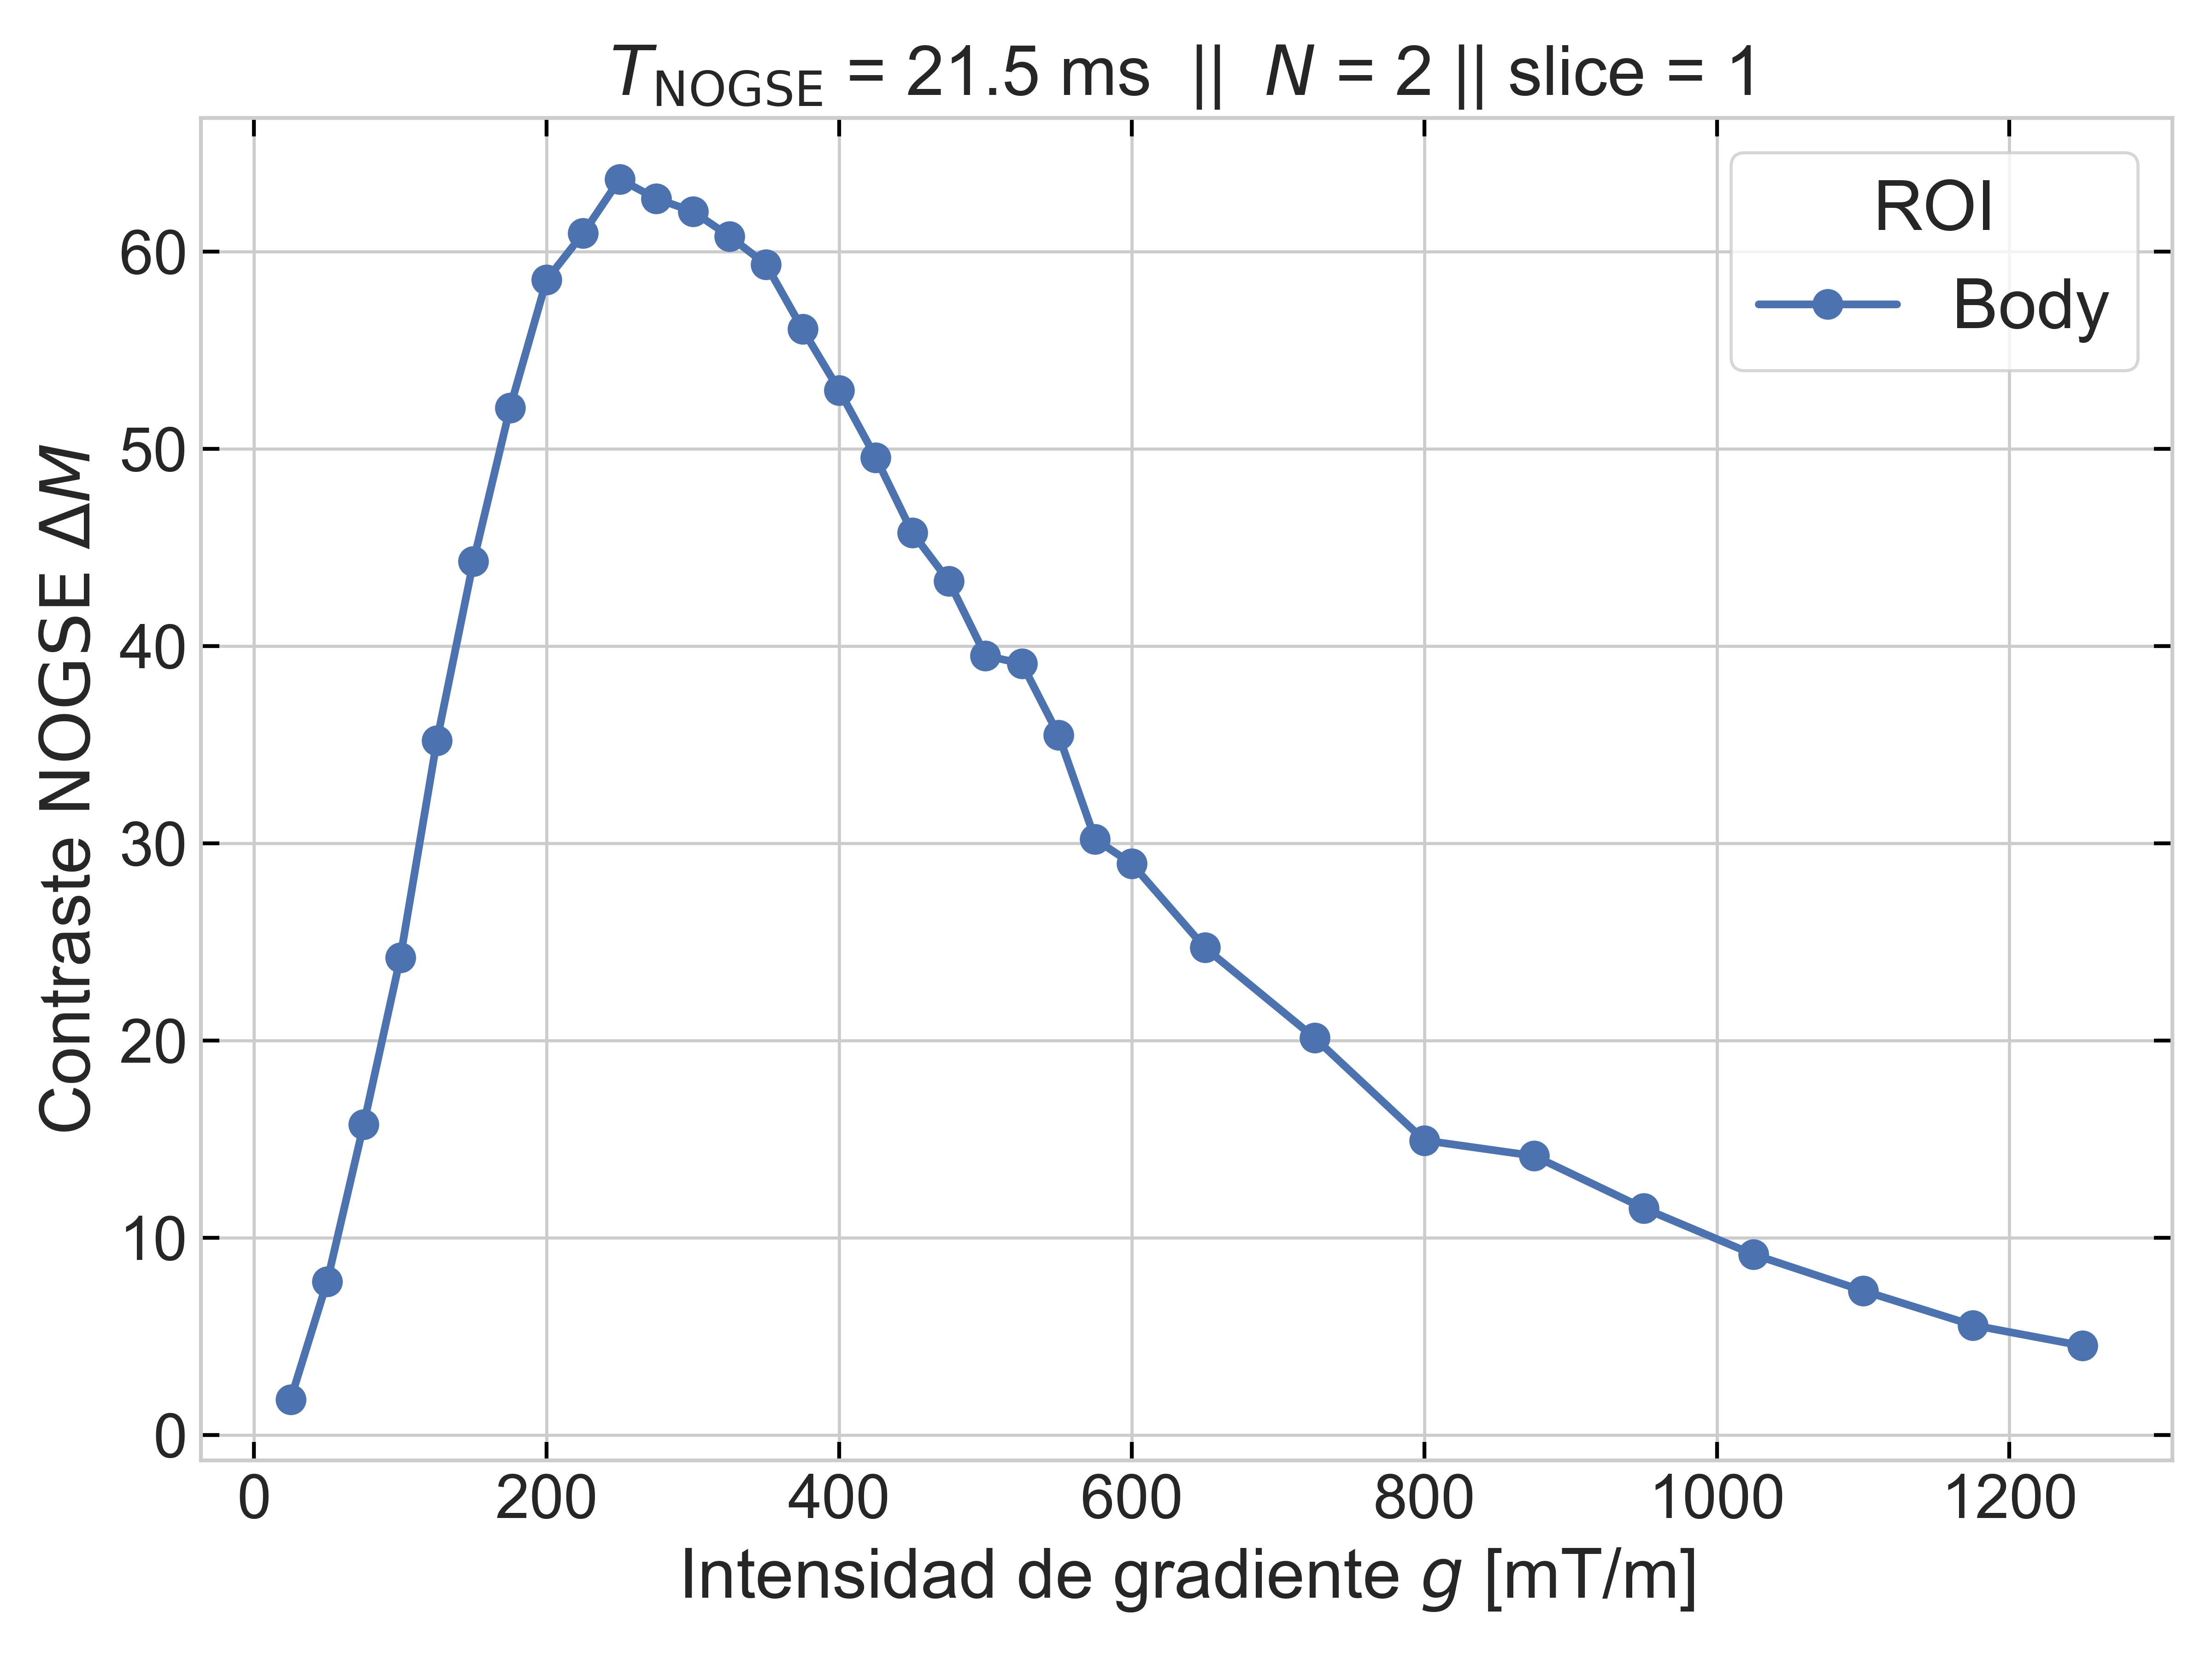 T_NOGSE = 21.5 ms || N = 2 || slice = 1
ROI
Body
Contraste NOGSE ΔM
60
50
40
30
20
10
0
0 200 400 600 800 1000 1200
Intensidad de gradiente g [mT/m]